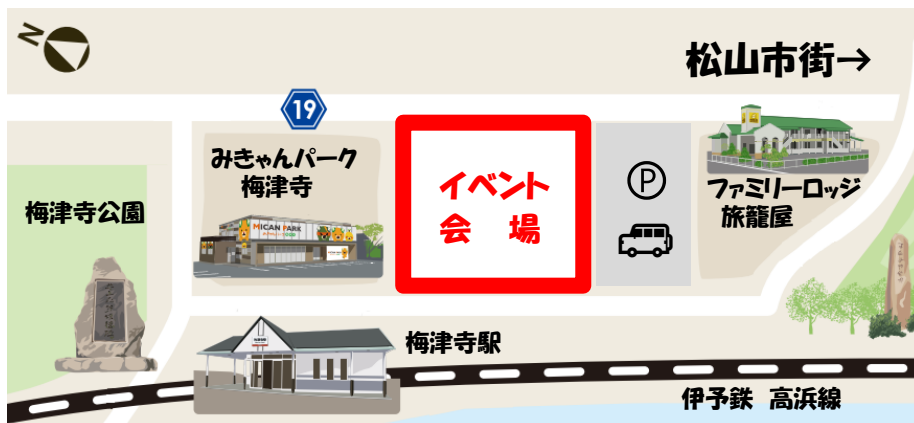 N
松山市街→
19
みきゃんパーク
梅津寺
MICAN PARK
イベント
会 場
P
ファミリーロッジ
旅籠屋
梅津寺公園
梅津寺駅
伊予鉄 高浜線